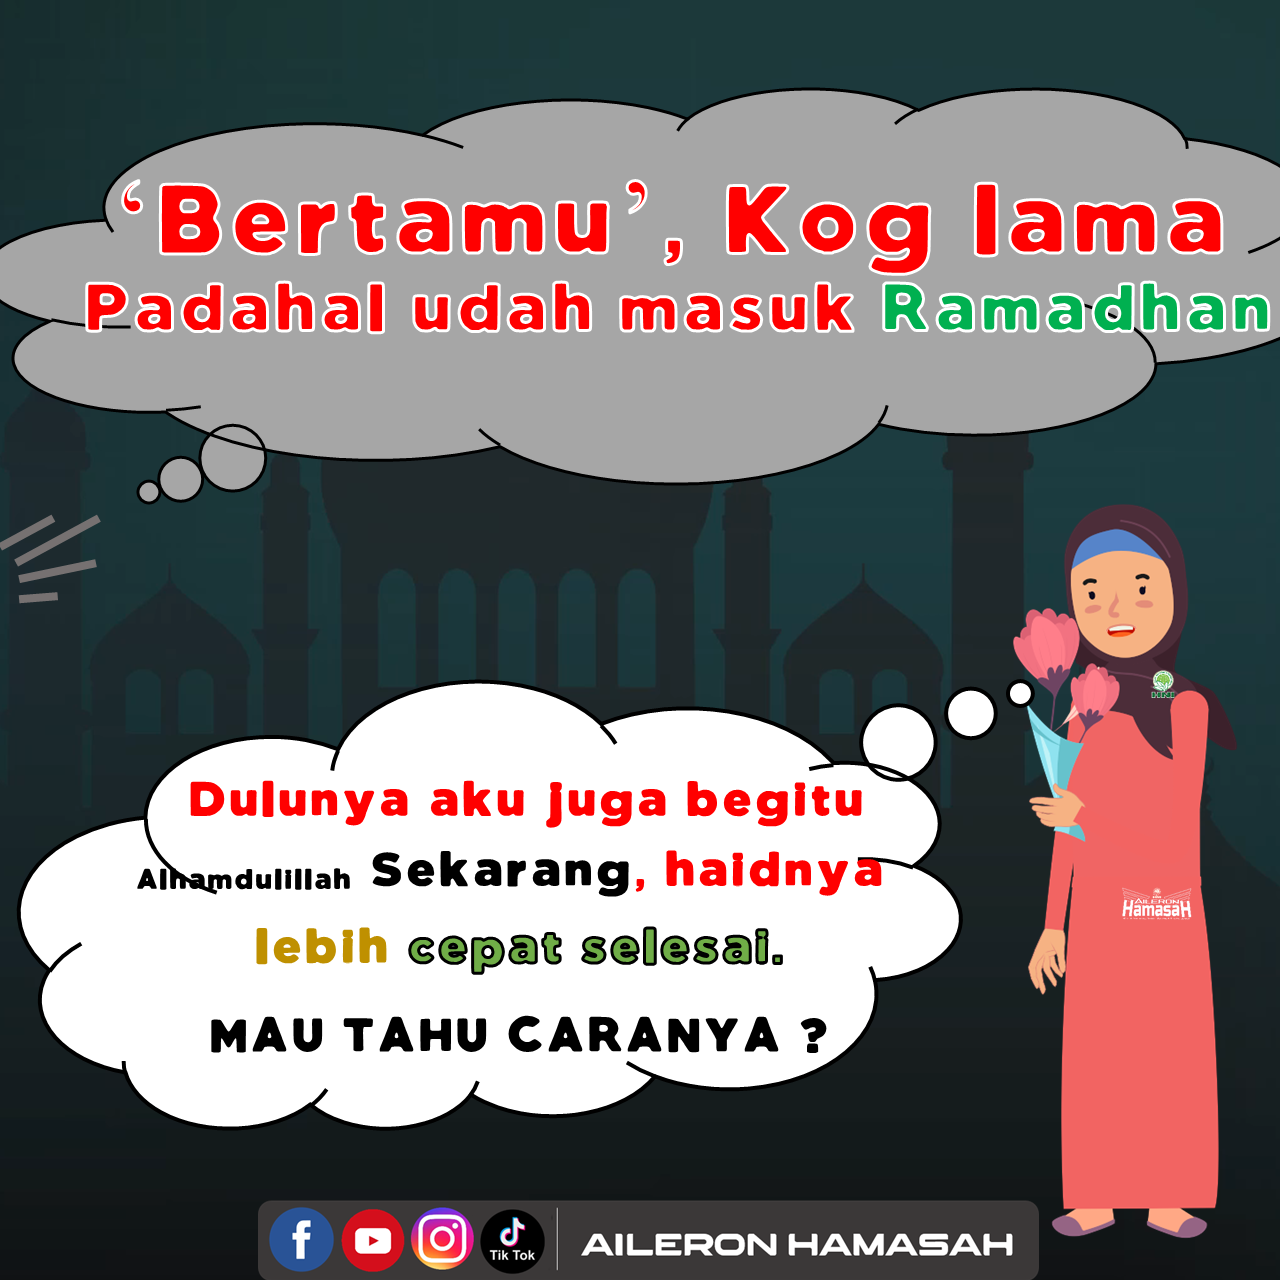 ‘Bertamu’, Kog lama
Padahal udah masuk Ramadhan
Dulunya aku juga begitu
Alhamdulillah Sekarang, haidnya
lebih cepat selesai.
MAU TAHU CARANYA ?
AILERON
HamasaH
Tik Tok
AILERON HAMASAH